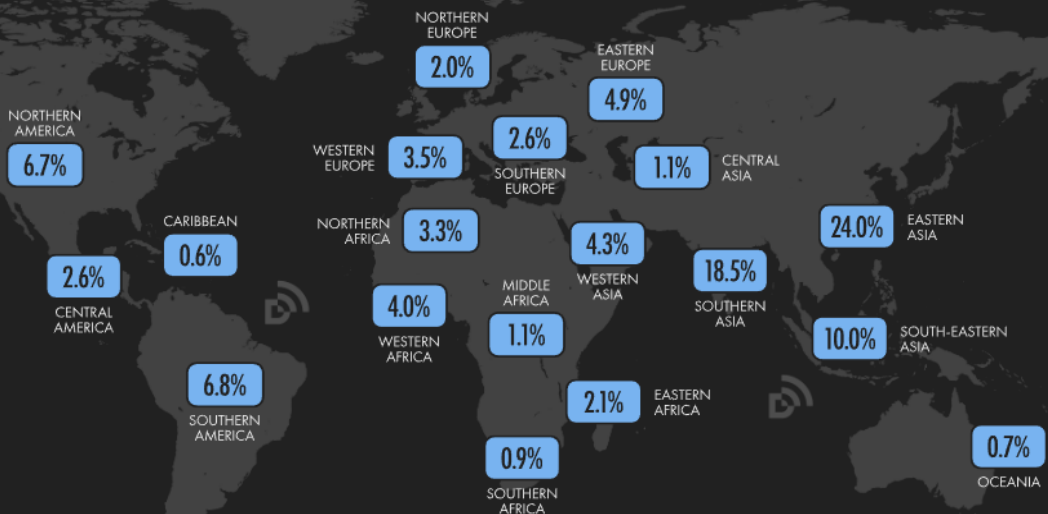 NORTHERN
EUROPE
2.0%
EASTERN
EUROPE
4.9%
NORTHERN
AMERICA
6.7%
WESTERN
EUROPE
3.5%
2.6%
SOUTHERN
EUROPE
1.1%
CENTRAL
ASIA
CARIBBEAN
0.6%
NORTHERN
AFRICA
3.3%
4.3%
WESTERN
ASIA
24.0%
EASTERN
ASIA
2.6%
CENTRAL
AMERICA
4.0%
WESTERN
AFRICA
MIDDLE
AFRICA
1.1%
18.5%
SOUTHERN
ASIA
10.0%
SOUTH-EASTERN
ASIA
6.8%
SOUTHERN
AMERICA
2.1%
EASTERN
AFRICA
0.9%
SOUTHERN
AFRICA
0.7%
OCEANIA